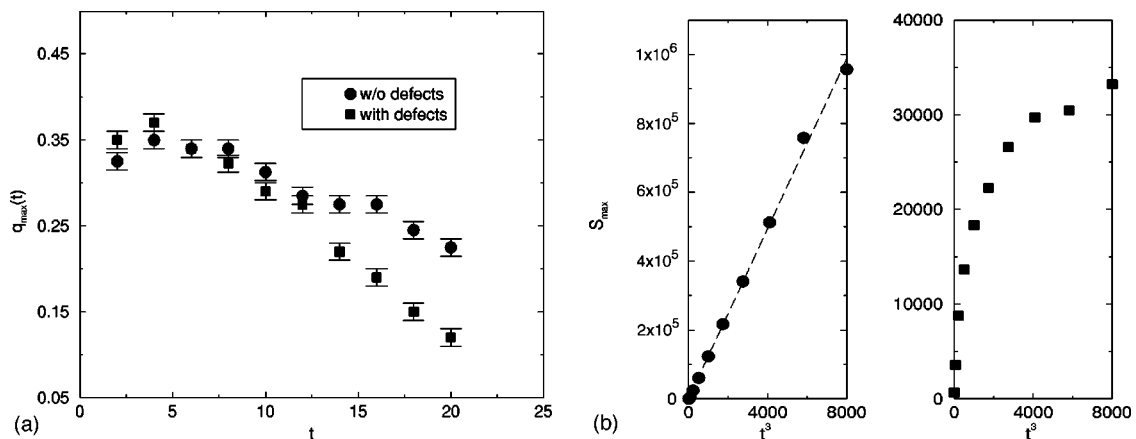 0.45
0.35
0.25
0.15
0.05
q_max(t)
w/o defects
with defects
0 5 10 15 20 25
t
(a)
1x10^6
8x10^5
6x10^5
4x10^5
2x10^5
0
S_max
0 4000 8000
t^3
(b)
40000
30000
20000
10000
0
0 4000 8000
t^3